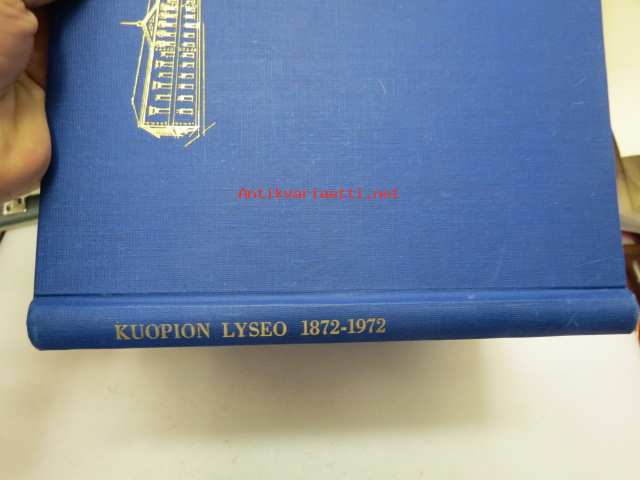 Antikvariaatti.net
KUOPION LYSEO 1872-1972